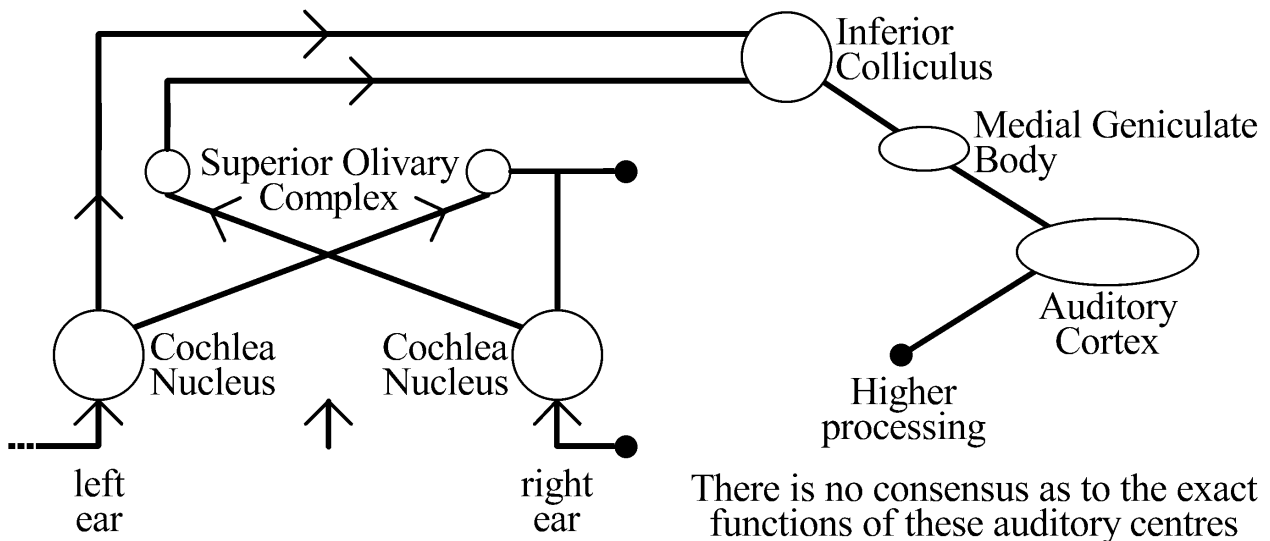 Inferior
Colliculus
Medial Geniculate
Body
Superior Olivary
Complex
Auditory
Cortex
Cochlea
Nucleus
Cochlea
Nucleus
Higher
processing
left
ear
right
ear
There is no consensus as to the exact
functions of these auditory centres